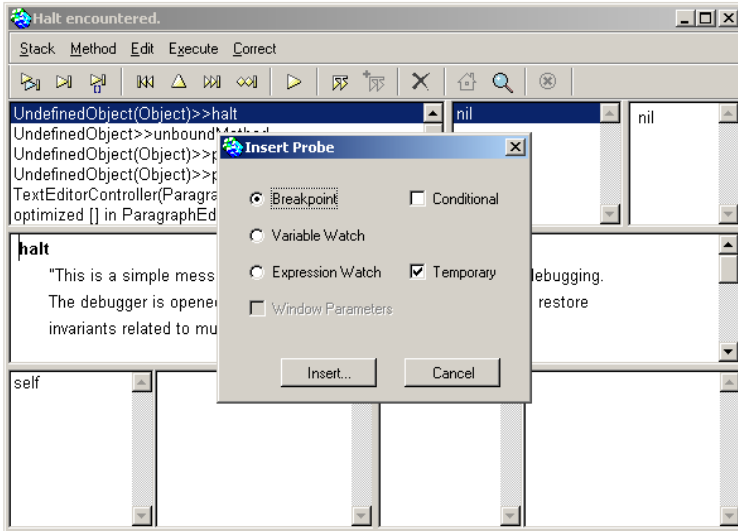 Halt encountered.
Stack Method Edit Execute Correct
UndefinedObject(Object)>>halt
UndefinedObject>>unboundMethod
UndefinedObject(Object)>>p
UndefinedObject(Object)>>p
TextEditorController(Paragra
optimized [] in ParagraphEd
nil
nil
Insert Probe
Breakpoint
Conditional
Variable Watch
Expression Watch
Temporary
Window Parameters
Insert...
Cancel
halt
"This is a simple mess
debugging.
The debugger is opene
restore
invariants related to mu
self